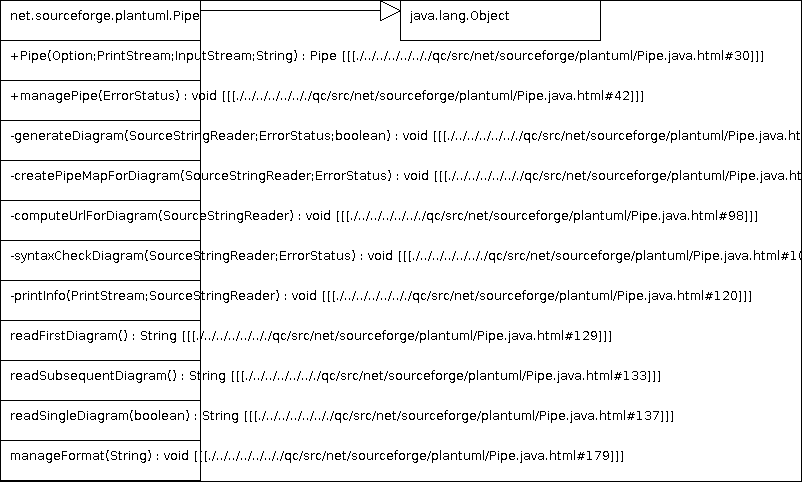 net.sourceforge.plantuml.Pipe
java.lang.Object
+Pipe(Option;PrintStream;InputStream;String) : Pipe [[[./../../../../../qc/src/net/sourceforge/plantuml/Pipe.java.html#30]]]
+managePipe(ErrorStatus) : void [[[./../../../../../qc/src/net/sourceforge/plantuml/Pipe.java.html#42]]]
-generateDiagram(SourceStringReader;ErrorStatus;boolean) : void [[[./../../../../../qc/src/net/sourceforge/plantuml/Pipe.java.ht
-createPipeMapForDiagram(SourceStringReader;ErrorStatus) : void [[[./../../../../../qc/src/net/sourceforge/plantuml/Pipe.java.ht
-computeUrlForDiagram(SourceStringReader) : void [[[./../../../../../qc/src/net/sourceforge/plantuml/Pipe.java.html#98]]]
-syntaxCheckDiagram(SourceStringReader;ErrorStatus) : void [[[./../../../../../qc/src/net/sourceforge/plantuml/Pipe.java.html#10
-printInfo(PrintStream;SourceStringReader) : void [[[./../../../../../qc/src/net/sourceforge/plantuml/Pipe.java.html#120]]]
readFirstDiagram() : String [[[./../../../../../qc/src/net/sourceforge/plantuml/Pipe.java.html#129]]]
readSubsequentDiagram() : String [[[./../../../../../qc/src/net/sourceforge/plantuml/Pipe.java.html#133]]]
readSingleDiagram(boolean) : String [[[./../../../../../qc/src/net/sourceforge/plantuml/Pipe.java.html#137]]]
manageFormat(String) : void [[[./../../../../../qc/src/net/sourceforge/plantuml/Pipe.java.html#179]]]